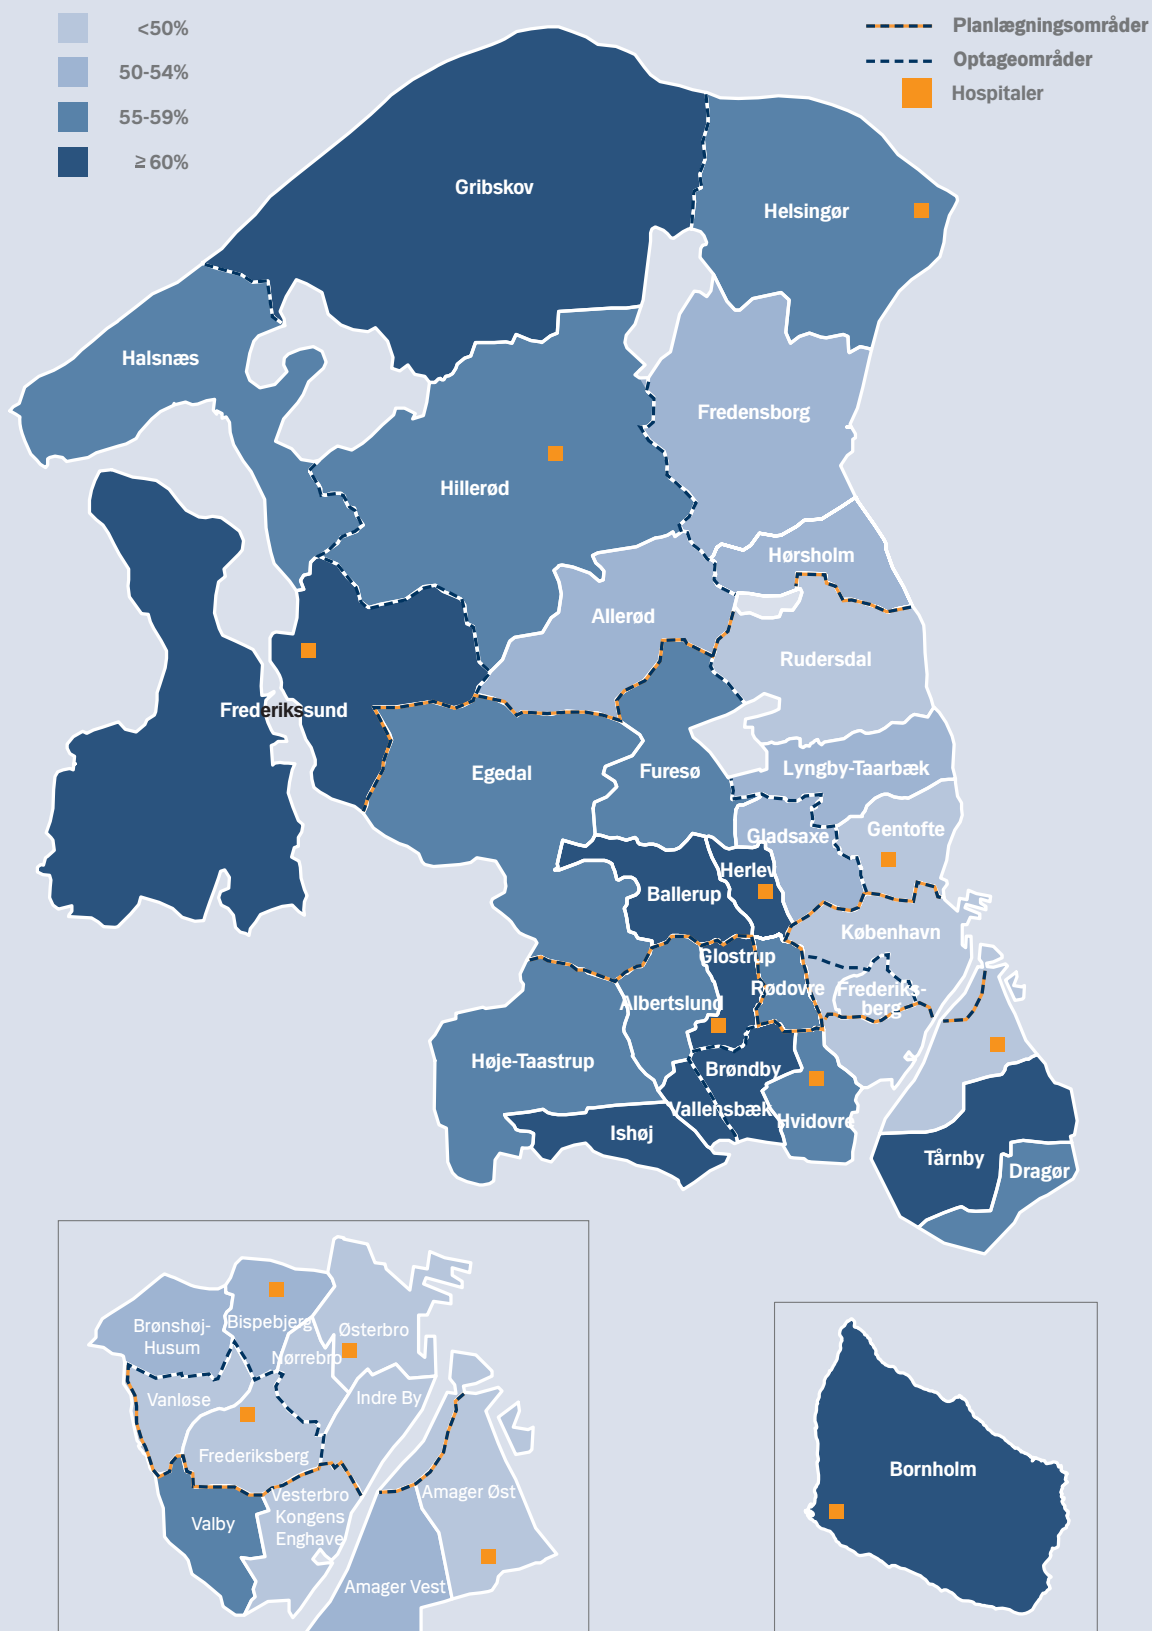 <50%
50-54%
55-59%
≥ 60%
Planlægningsområder
Optageområder
Hospitaler
Gribskov
Helsingør
Halsnæs
Fredensborg
Hillerød
Hørsholm
Allerød
Rudersdal
Frederikssund
Egedal
Furesø
Lyngby-Taarbæk
Gladsaxe
Gentofte
Herlev
Ballerup
København
Glostrup
Rødovre
Frederiks-
berg
Albertslund
Høje-Taastrup
Brøndby
Vallensbæk
Hvidovre
Ishøj
Tårnby
Dragør
Brønshøj-
Husum
Bispebjerg
Østerbro
Nørrebro
Vanløse
Indre By
Frederiksberg
Vesterbro
Kongens
Enghave
Valby
Amager Øst
Amager Vest
Bornholm